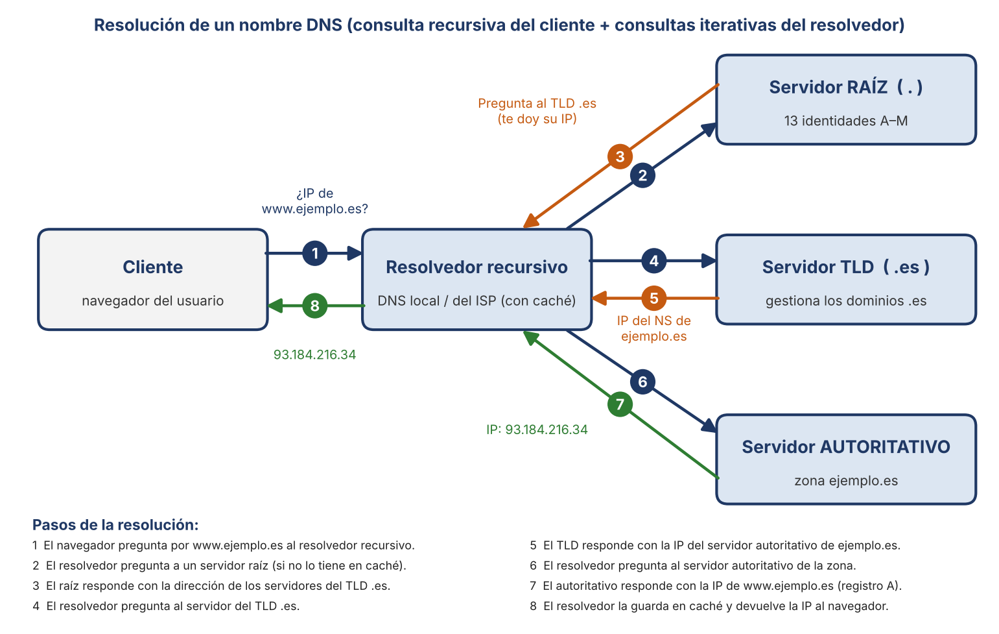 Resolución de un nombre DNS (consulta recursiva del cliente + consultas iterativas del resolvedor)
Servidor RAÍZ ( . )
13 identidades A–M
Pregunta al TLD .es
(te doy su IP)
3
2
¿IP de
www.ejemplo.es?
Cliente
navegador del usuario
1
8
93.184.216.34
Resolvedor recursivo
DNS local / del ISP (con caché)
4
5
IP del NS de
ejemplo.es
Servidor TLD ( .es )
gestiona los dominios .es
6
7
IP: 93.184.216.34
Servidor AUTORITATIVO
zona ejemplo.es
Pasos de la resolución:
1 El navegador pregunta por www.ejemplo.es al resolvedor recursivo.
2 El resolvedor pregunta a un servidor raíz (si no lo tiene en caché).
3 El raíz responde con la dirección de los servidores del TLD .es.
4 El resolvedor pregunta al servidor del TLD .es.
5 El TLD responde con la IP del servidor autoritativo de ejemplo.es.
6 El resolvedor pregunta al servidor autoritativo de la zona.
7 El autoritativo responde con la IP de www.ejemplo.es (registro A).
8 El resolvedor la guarda en caché y devuelve la IP al navegador.